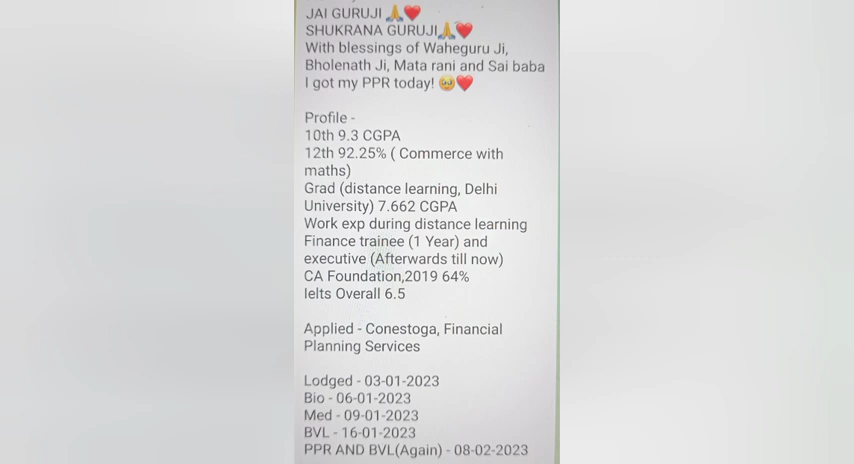 JAI GURUJI 🙏❤️
SHUKRANA GURUJI🙏❤️
With blessings of Waheguru Ji,
Bholenath Ji, Mata rani and Sai baba
I got my PPR today! 🥹❤️
Profile -
10th 9.3 CGPA
12th 92.25% ( Commerce with
maths)
Grad (distance learning, Delhi
University) 7.662 CGPA
Work exp during distance learning
Finance trainee (1 Year) and
executive (Afterwards till now)
CA Foundation,2019 64%
Ielts Overall 6.5
Applied - Conestoga, Financial
Planning Services
Lodged - 03-01-2023
Bio - 06-01-2023
Med - 09-01-2023
BVL - 16-01-2023
PPR AND BVL(Again) - 08-02-2023